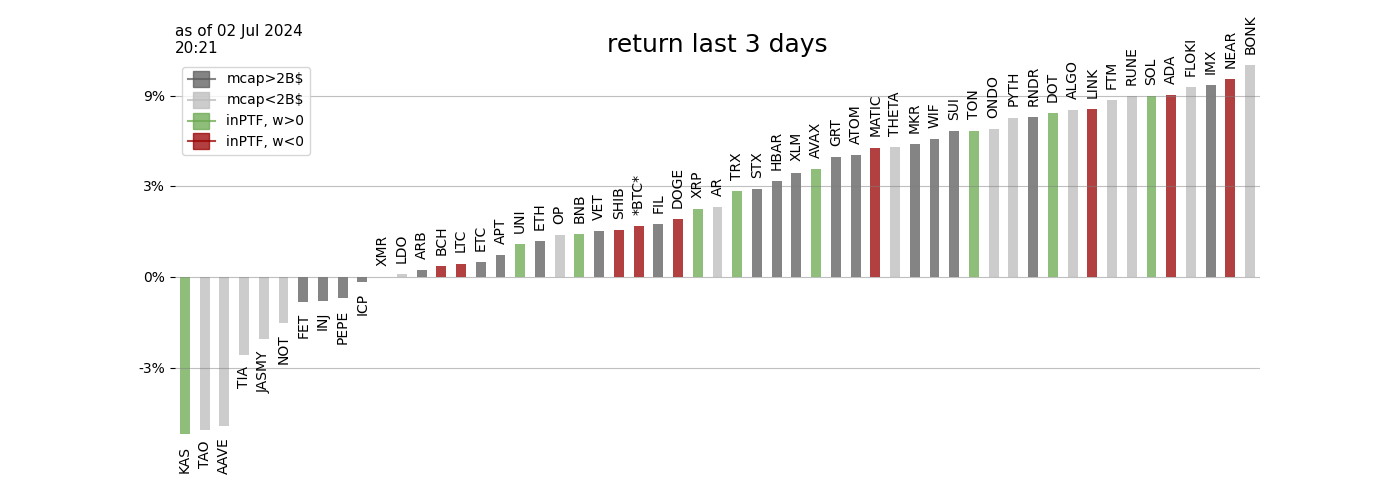 as of 02 Jul 2024
20:21
return last 3 days
mcap>2B$
mcap<2B$
inPTF, w>0
inPTF, w<0
9%
3%
0%
-3%
KAS
TAO
AAVE
TIA
JASMY
NOT
FET
INJ
PEPE
ICP
XMR
LDO
ARB
BCH
LTC
ETC
APT
UNI
ETH
OP
BNB
VET
SHIB
*BTC*
FIL
DOGE
XRP
AR
TRX
STX
HBAR
XLM
AVAX
GRT
ATOM
MATIC
THETA
MKR
WIF
SUI
TON
ONDO
PYTH
RNDR
DOT
ALGO
LINK
FTM
RUNE
SOL
ADA
FLOKI
IMX
NEAR
BONK